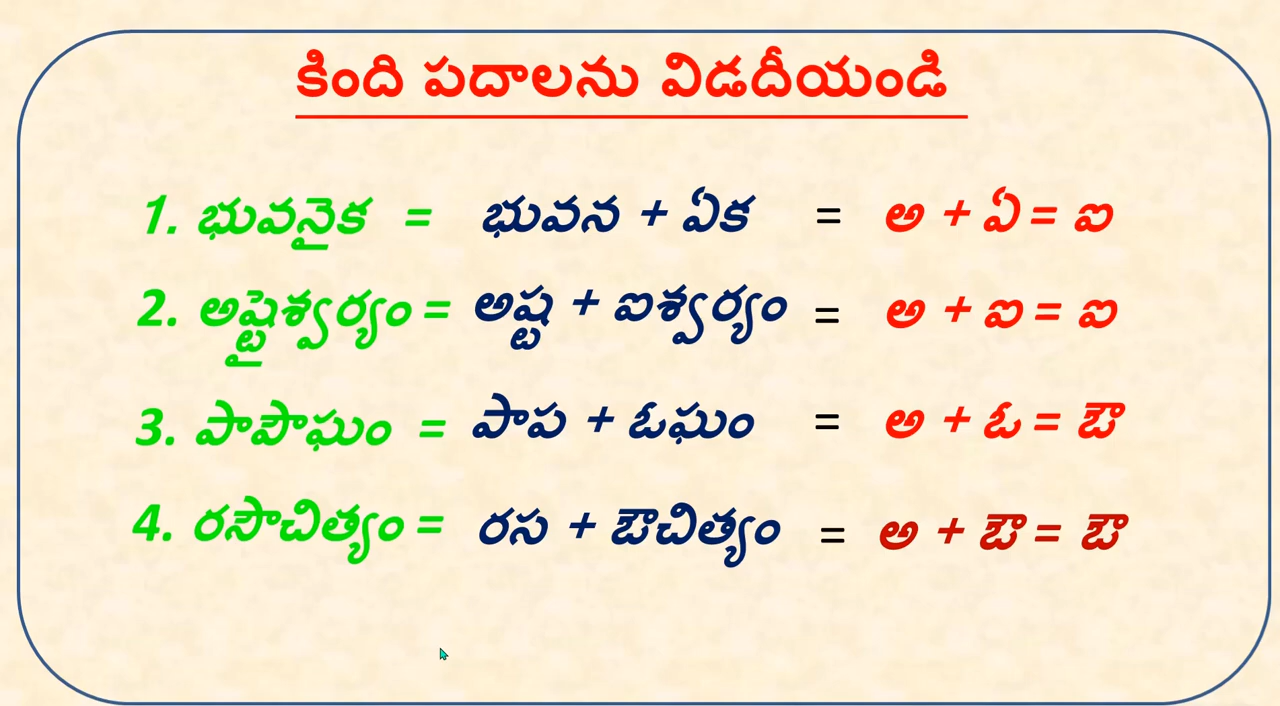 కింది పదాలను విడదీయండి
1. భువనైక = భువన + ఏక = అ + ఏ = ఐ
2. అష్టైశ్వర్యం = అష్ట + ఐశ్వర్యం = అ + ఐ = ఐ
3. పాపౌఘం = పాప + ఓఘం = అ + ఓ = ఔ
4. రసౌచిత్యం = రస + ఔచిత్యం = అ + ఔ = ఔ